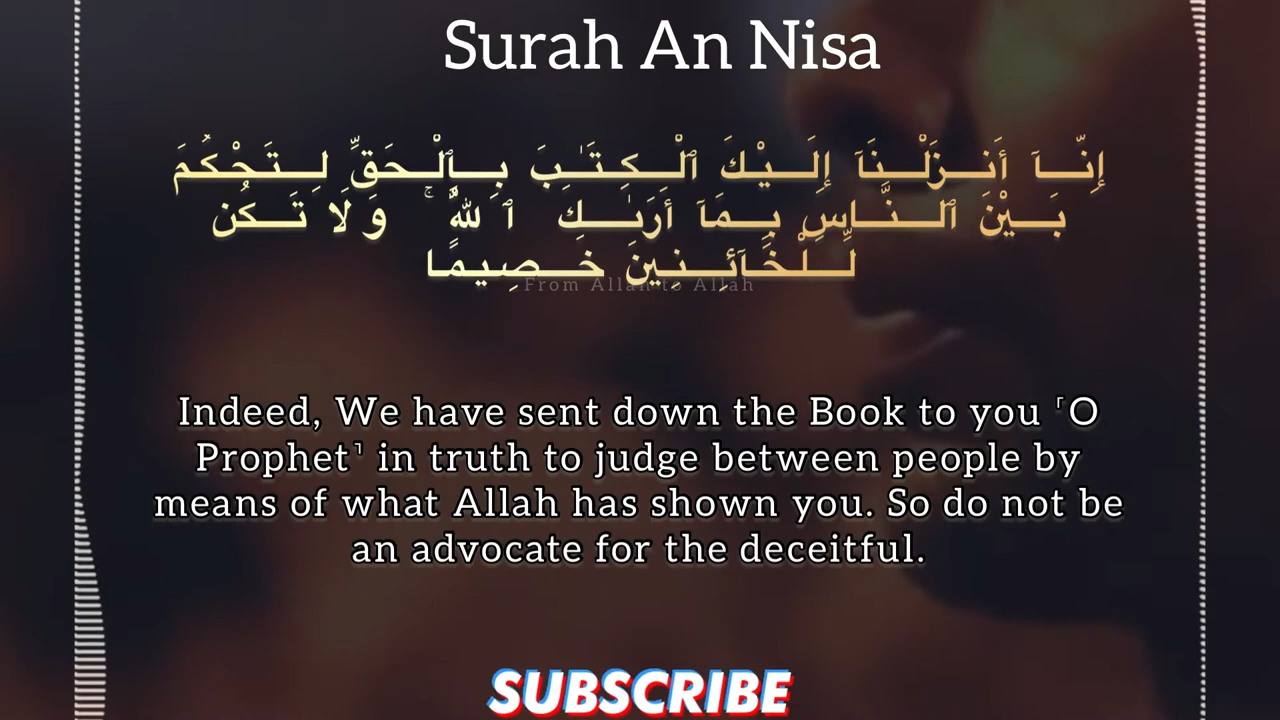 Surah An Nisa
إِنَّآ أَنزَلْنَآ إِلَيْكَ ٱلْكِتَـٰبَ بِٱلْحَقِّ لِتَحْكُمَ
بَيْنَ ٱلنَّاسِ بِمَآ أَرَىٰكَ ٱللَّهُ ۚ وَلَا تَكُن
لِّلْخَآئِنِينَ خَصِيمًا
From Allah to Allah
Indeed, We have sent down the Book to you ⸢O
Prophet⸣ in truth to judge between people by
means of what Allah has shown you. So do not be
an advocate for the deceitful.
SUBSCRIBE